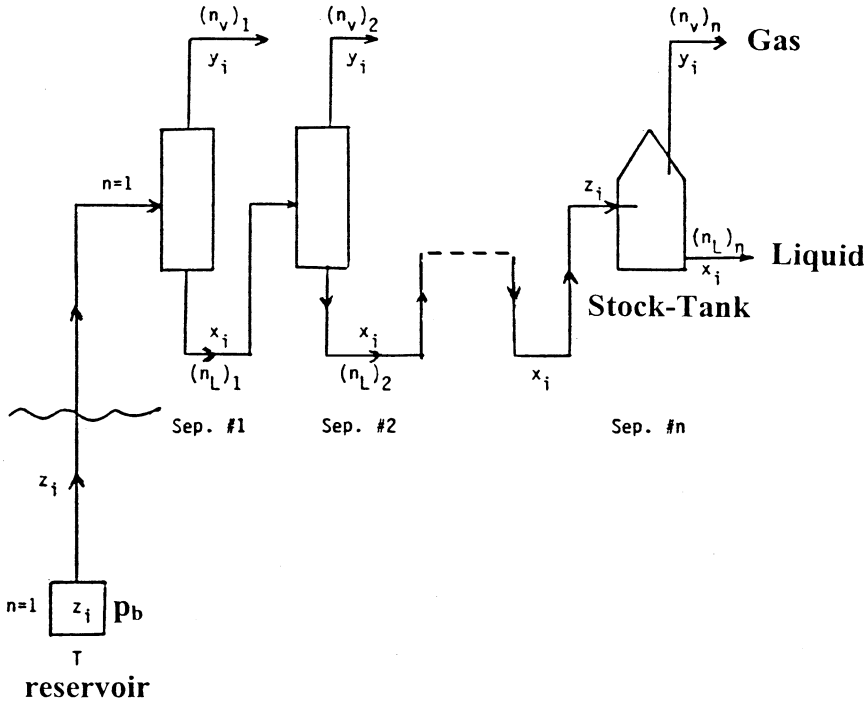 (n_v)_1
y_i
(n_v)_2
y_i
(n_v)_n
y_i
Gas
n=1
z_i
(n_L)_n
x_i
Liquid
Stock-Tank
x_i
(n_L)_1
x_i
(n_L)_2
x_i
Sep. #1
Sep. #2
Sep. #n
z_i
n=1
z_i
p_b
T
reservoir